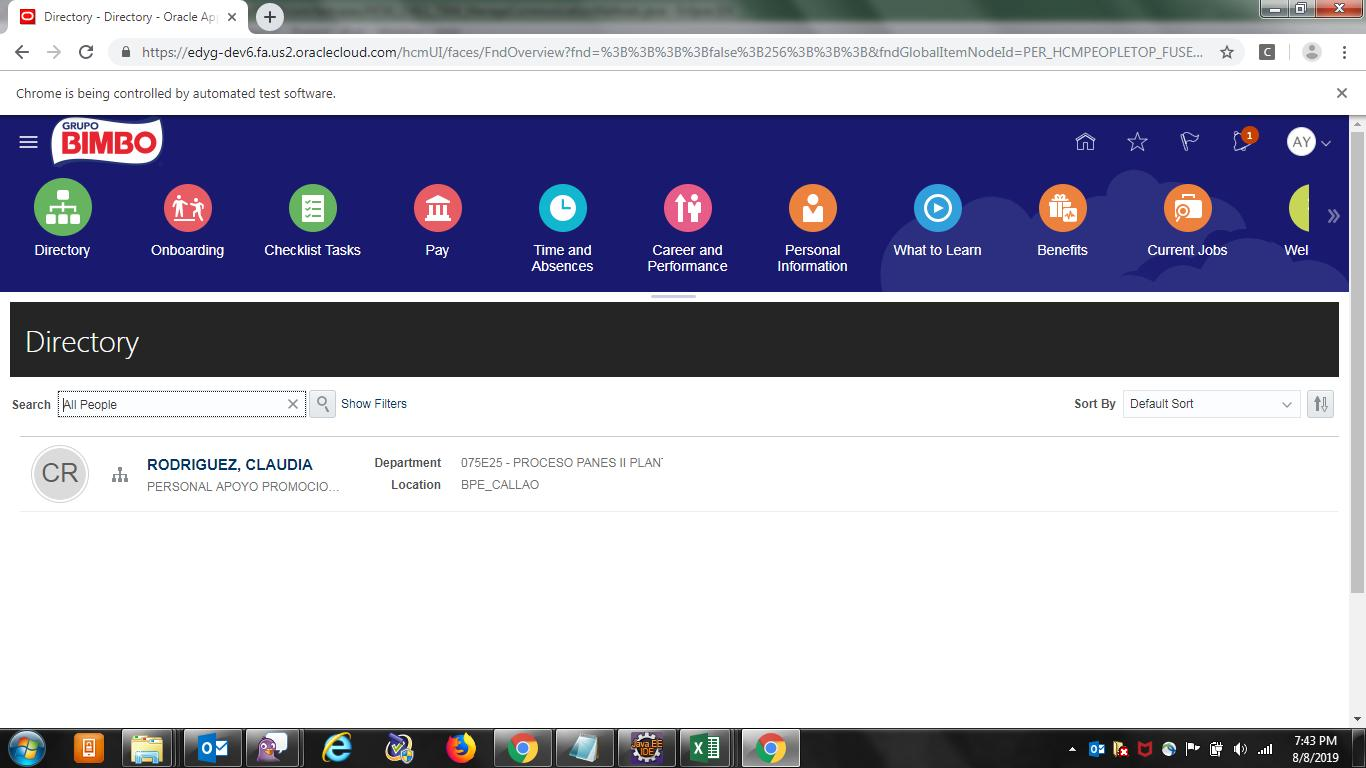 Directory - Directory - Oracle Ap
https://edyg-dev6.fa.us2.oraclecloud.com/hcmUI/faces/FndOverview?fnd=%3B%3B%3B%3Bfalse%3B256%3B%3B%3B&fndGlobalItemNodeId=PER_HCMPEOPLETOP_FUSE...
C
Chrome is being controlled by automated test software.
GRUPO
BIMBO
1
AY
Directory
Onboarding
Checklist Tasks
Pay
Time and
Absences
Career and
Performance
Personal
Information
What to Learn
Benefits
Current Jobs
Wel
Directory
Search All People Show Filters
Sort By Default Sort
CR
RODRIGUEZ, CLAUDIA
PERSONAL APOYO PROMOCIO...
Department 075E25 - PROCESO PANES II PLAN
Location BPE_CALLAO
Java EE
IDE
7:43 PM
8/8/2019